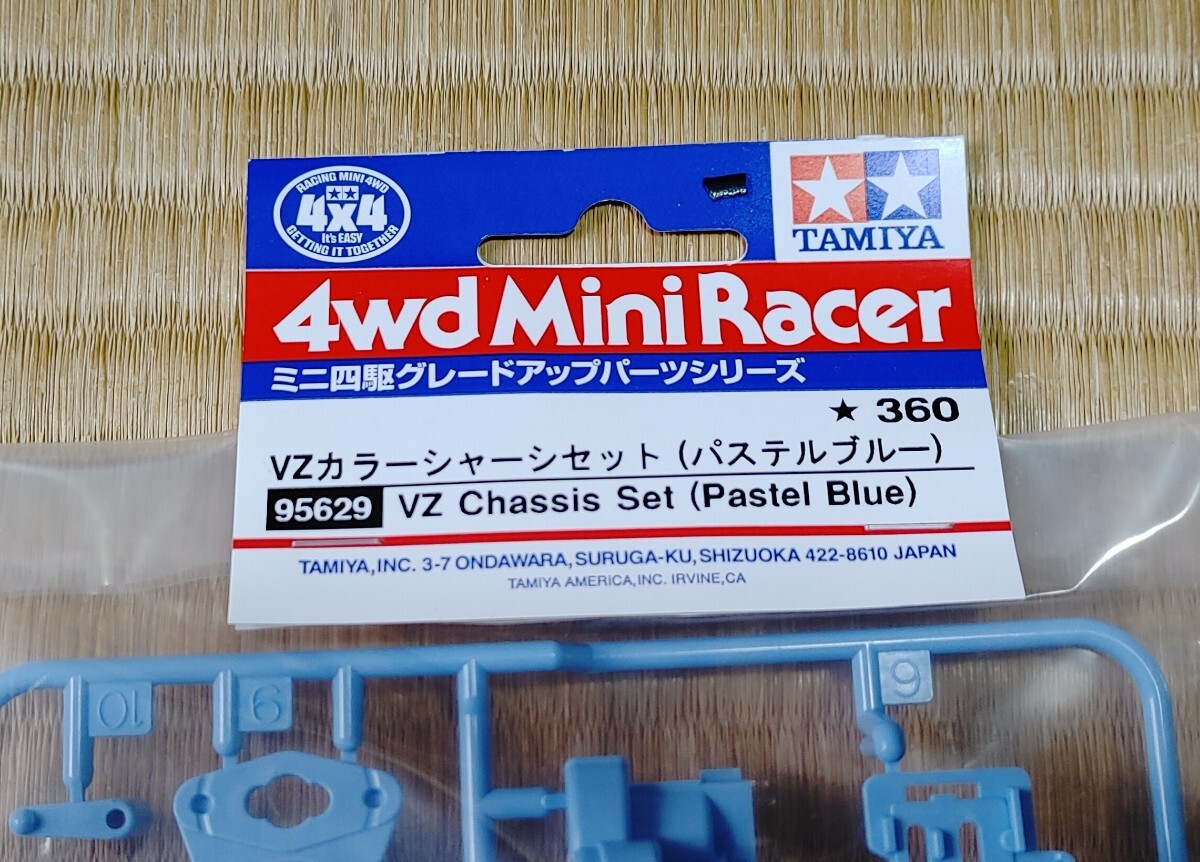 RACING MINI 4WD
4x4
It's EASY
GETTING IT TOGETHER
TAMIYA
4wd Mini Racer
ミニ四駆グレードアップパーツシリーズ
★ 360
VZカラーシャーシセット (パステルブルー)
95629 VZ Chassis Set (Pastel Blue)
TAMIYA,INC. 3-7 ONDAWARA,SURUGA-KU,SHIZUOKA 422-8610 JAPAN
TAMIYA AMERICA,INC. IRVINE,CA
10
9
6